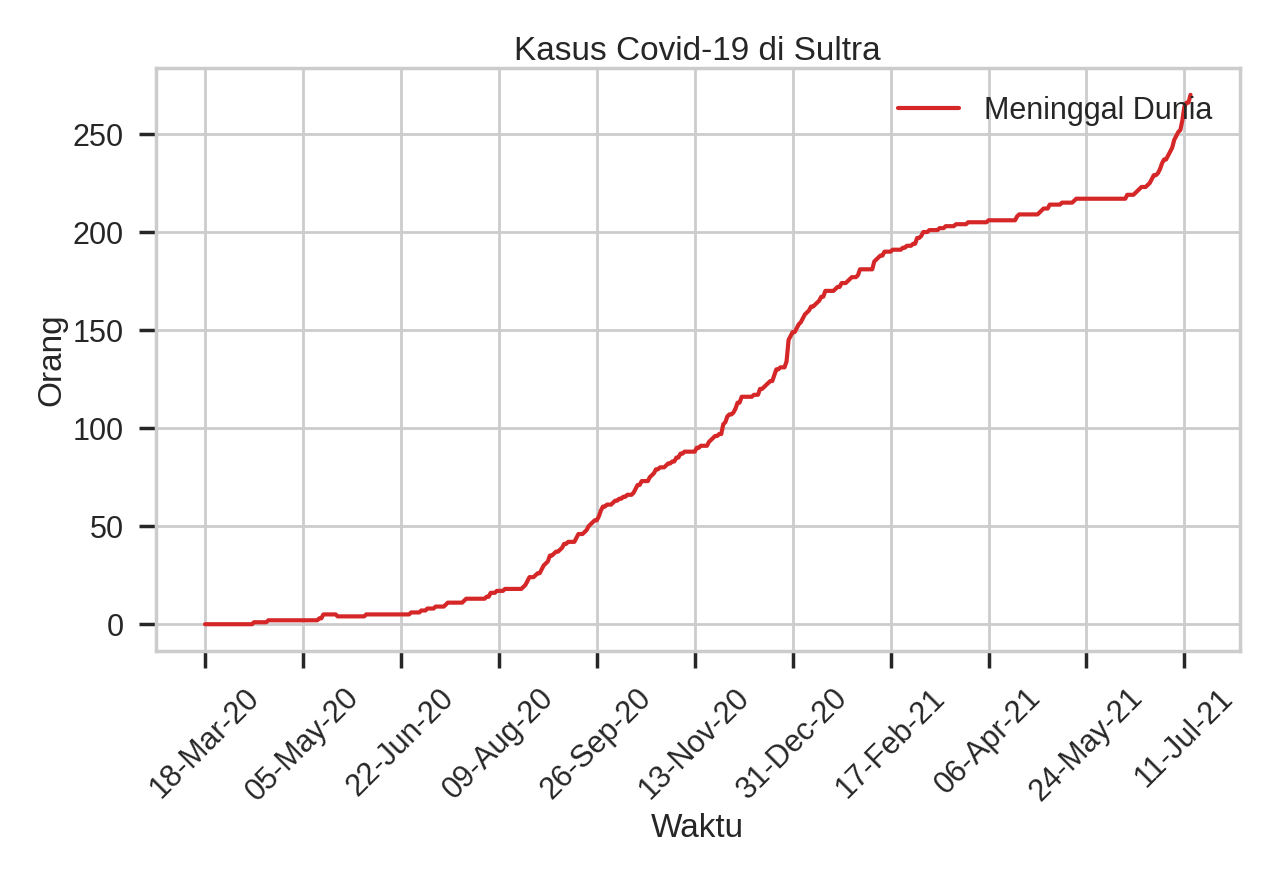 Kasus Covid-19 di Sultra
Meninggal Dunia
250
200
150
100
50
0
Orang
18-Mar-20
05-May-20
22-Jun-20
09-Aug-20
26-Sep-20
13-Nov-20
31-Dec-20
17-Feb-21
06-Apr-21
24-May-21
11-Jul-21
Waktu